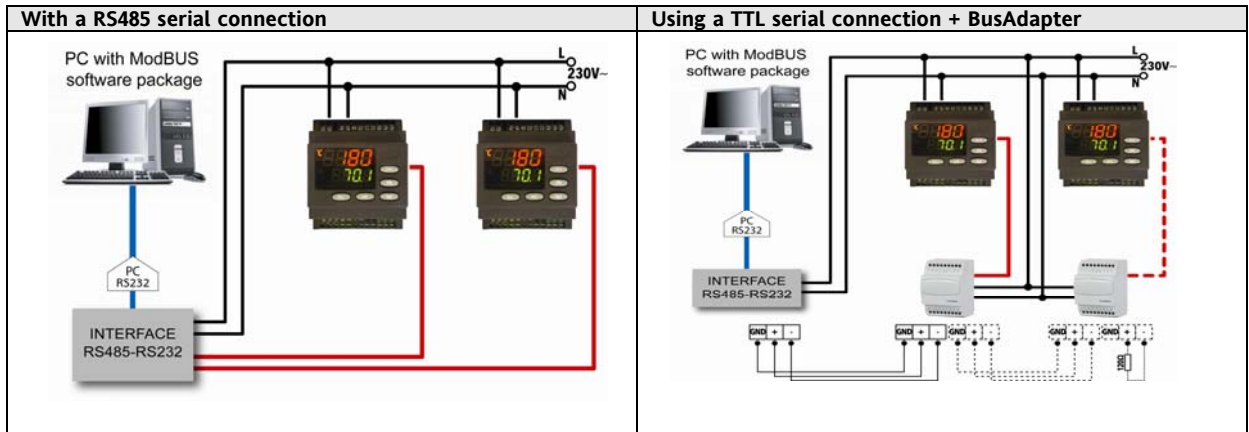 With a RS485 serial connection
PC with ModBUS
software package
L
230V~
N
180
70.1
180
70.1
PC
RS232
INTERFACE
RS485-RS232
Using a TTL serial connection + BusAdapter
PC with ModBUS
software package
L
230V~
N
180
70.1
180
70.1
PC
RS232
INTERFACE
RS485-RS232
GND + -
GND + -
GND + -
GND + -
GND + -
120Ω